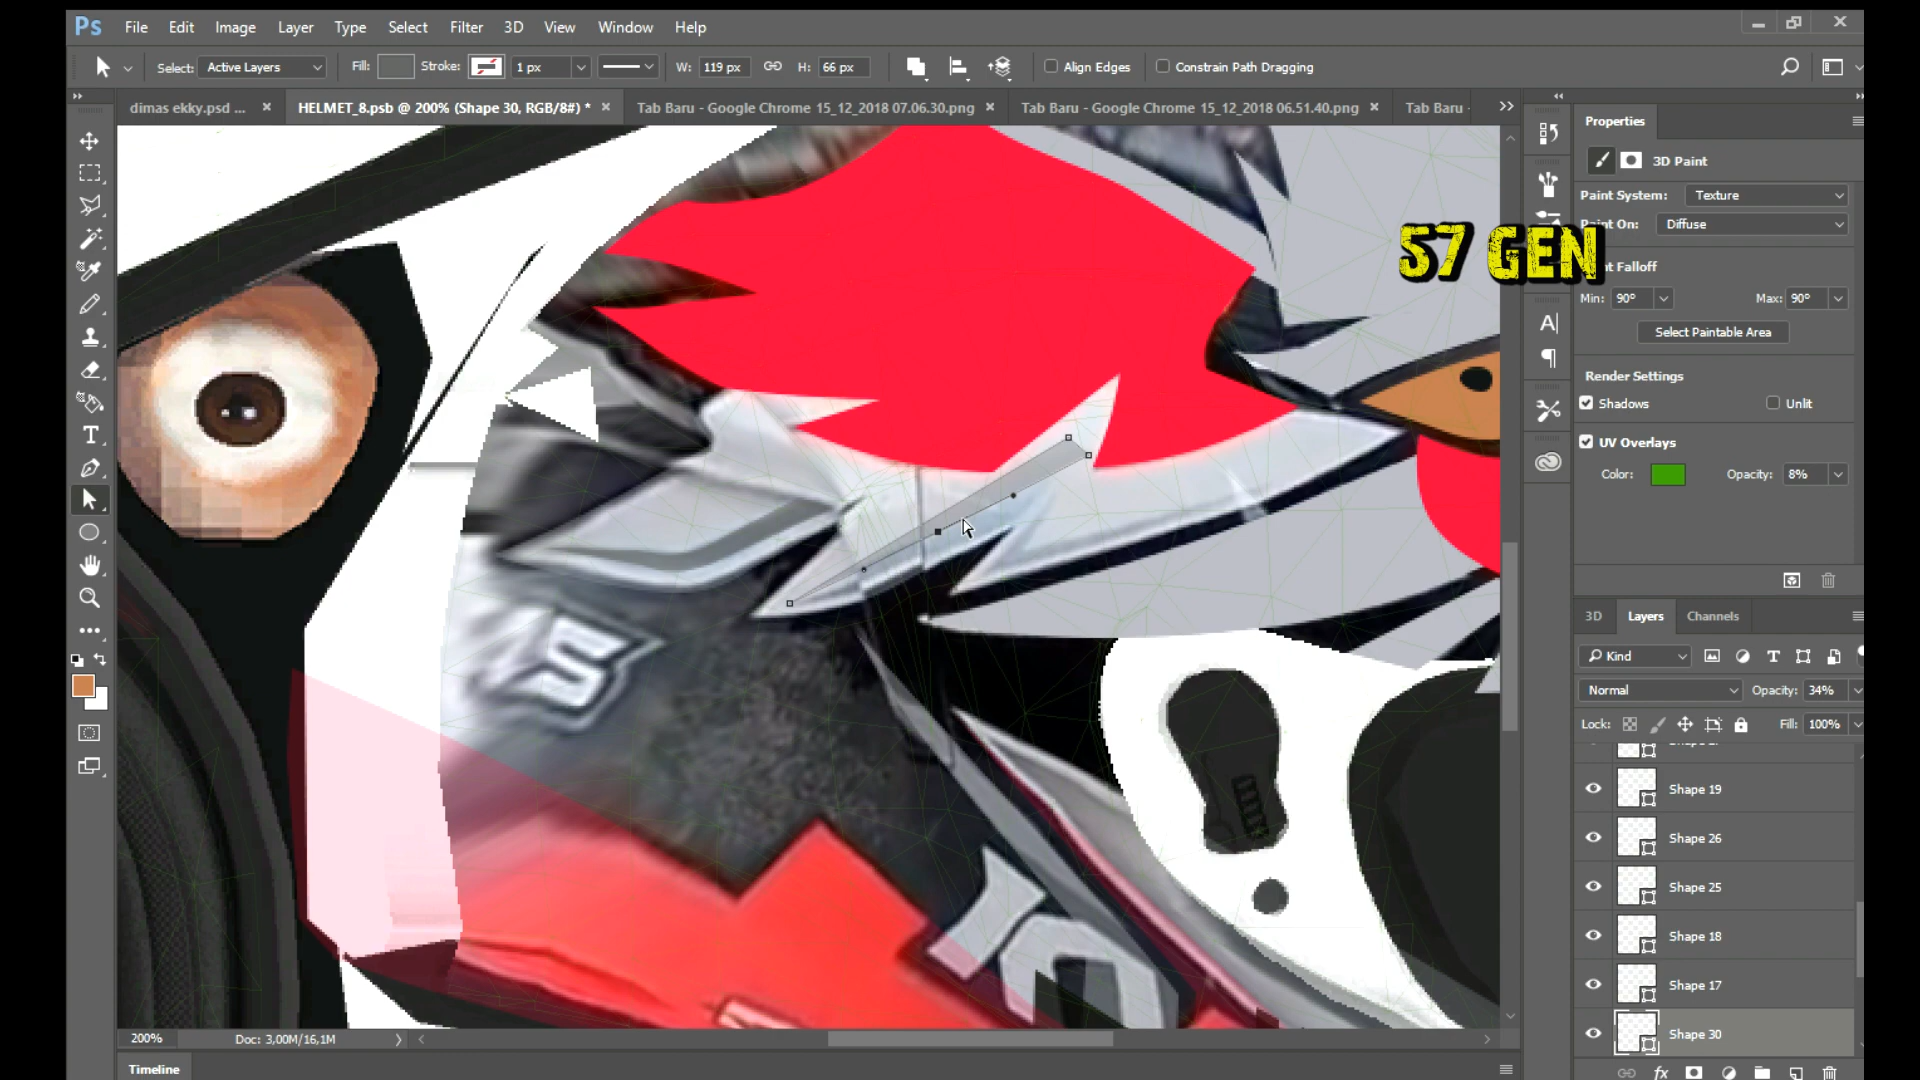 Ps File Edit Image Layer Type Select Filter 3D View Window Help
Select: Active Layers Fill: Stroke: 1 px W: 119 px H: 66 px Align Edges Constrain Path Dragging
dimas ekky.psd ... HELMET_8.psb @ 200% (Shape 30, RGB/8#) * Tab Baru - Google Chrome 15_12_2018 07.06.30.png Tab Baru - Google Chrome 15_12_2018 06.51.40.png Tab Baru -
Properties
3D Paint
Paint System: Texture
Paint On: Diffuse
57 GEN
Falloff
Min: 90° Max: 90°
Select Paintable Area
Render Settings
Shadows Unlit
UV Overlays
Color: Opacity: 8%
3D Layers Channels
Kind
Normal Opacity: 34%
Lock: Fill: 100%
Shape 19
Shape 26
Shape 25
Shape 18
Shape 17
Shape 30
fx
200% Doc: 3,00M/16,1M
Timeline